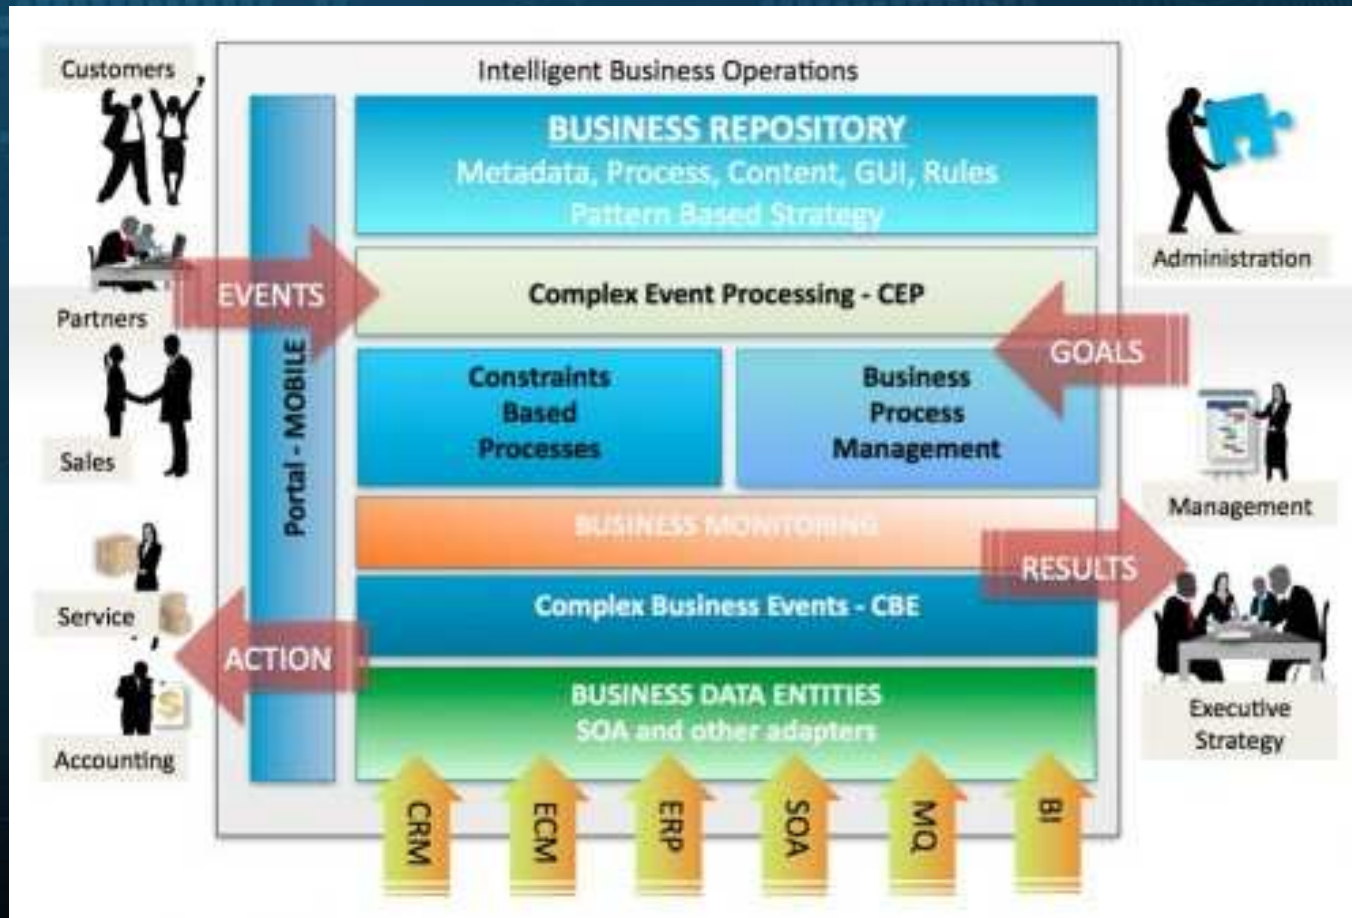 Intelligent Business Operations
Customers
Partners
Sales
Service
Accounting
Portal - MOBILE
BUSINESS REPOSITORY
Metadata, Process, Content, GUI, Rules
Pattern Based Strategy
EVENTS
Complex Event Processing - CEP
GOALS
Constraints
Based
Processes
Business
Process
Management
BUSINESS MONITORING
RESULTS
Complex Business Events - CBE
ACTION
BUSINESS DATA ENTITIES
SOA and other adapters
CRM
ECM
ERP
SOA
MQ
BI
Administration
Management
Executive
Strategy